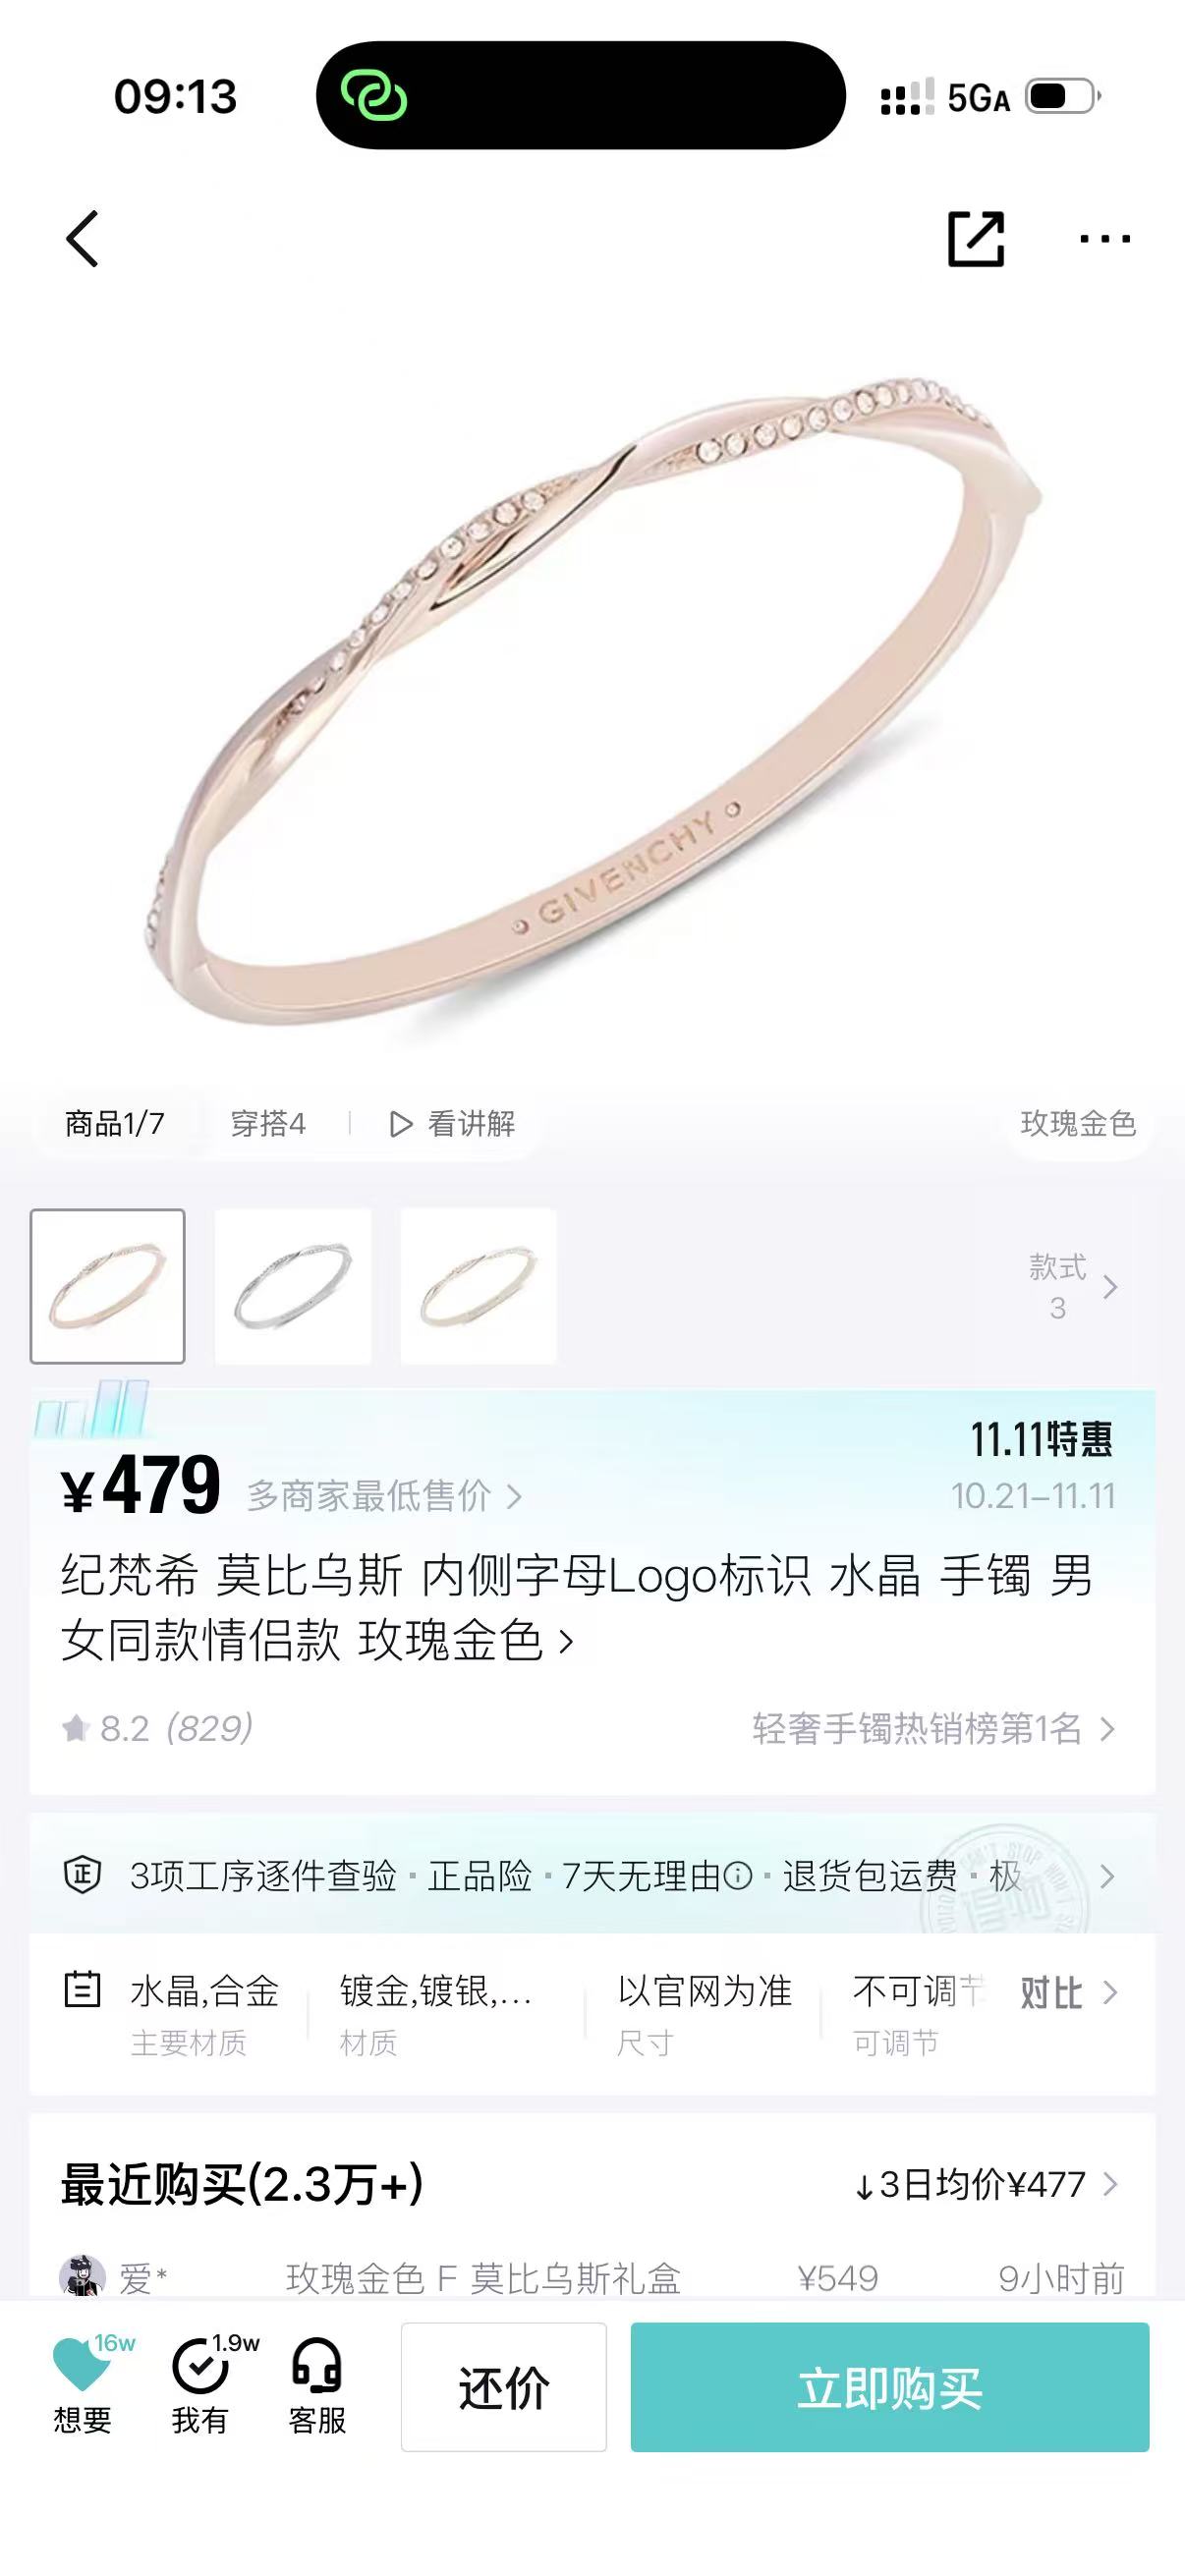 09:13
5GA
GIVENCHY
商品1/7 穿搭4 看讲解 玫瑰金色
款式
3
11.11特惠
¥479 多商家最低售价
10.21-11.11
纪梵希 莫比乌斯 内侧字母Logo标识 水晶 手镯 男
女同款情侣款 玫瑰金色
8.2 (829) 轻奢手镯热销榜第1名
正 3项工序逐件查验 · 正品险 · 7天无理由 · 退货包运费 · 极
水晶,合金 镀金,镀银,... 以官网为准 不可调节 对比
主要材质 材质 尺寸 可调节
最近购买(2.3万+) ↓3日均价¥477
爱* 玫瑰金色 F 莫比乌斯礼盒 ¥549 9小时前
16w 1.9w
想要 我有 客服 还价 立即购买